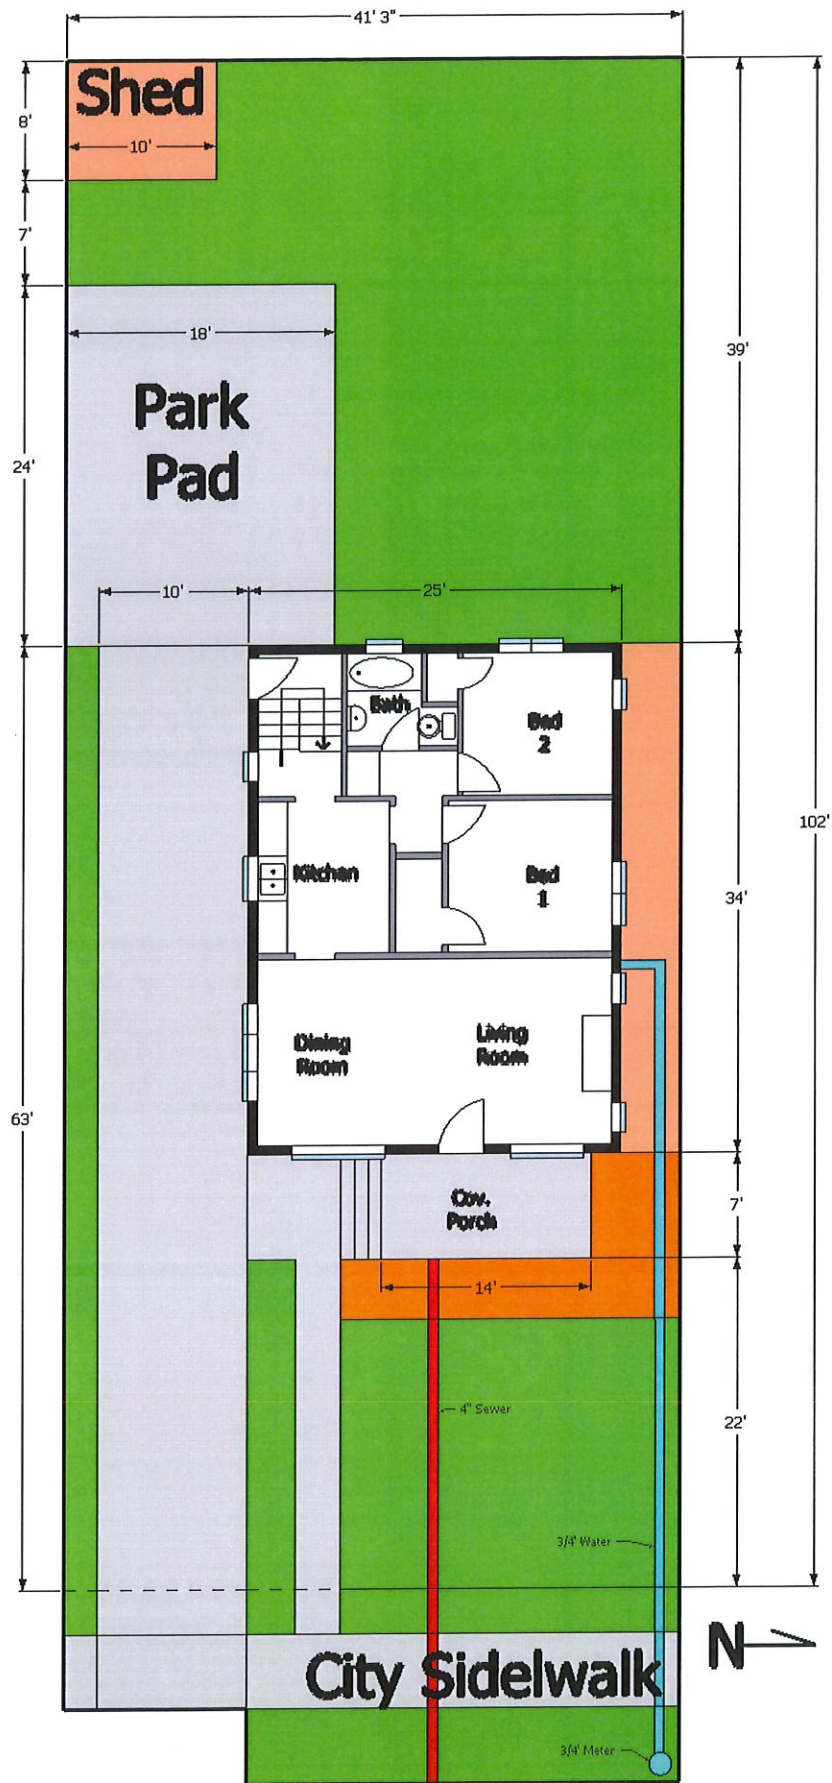 41' 3"
Shed
8'
10'
7'
18'
39'
Park
Pad
24'
10'
25'
Bath
Bed
2
102'
Kitchen
Bed
1
34'
Dining
Room
Living
Room
63'
Cov.
Porch
7'
14'
4" Sewer
22'
3/4' Water
N
City Sidelwalk
3/4' Meter